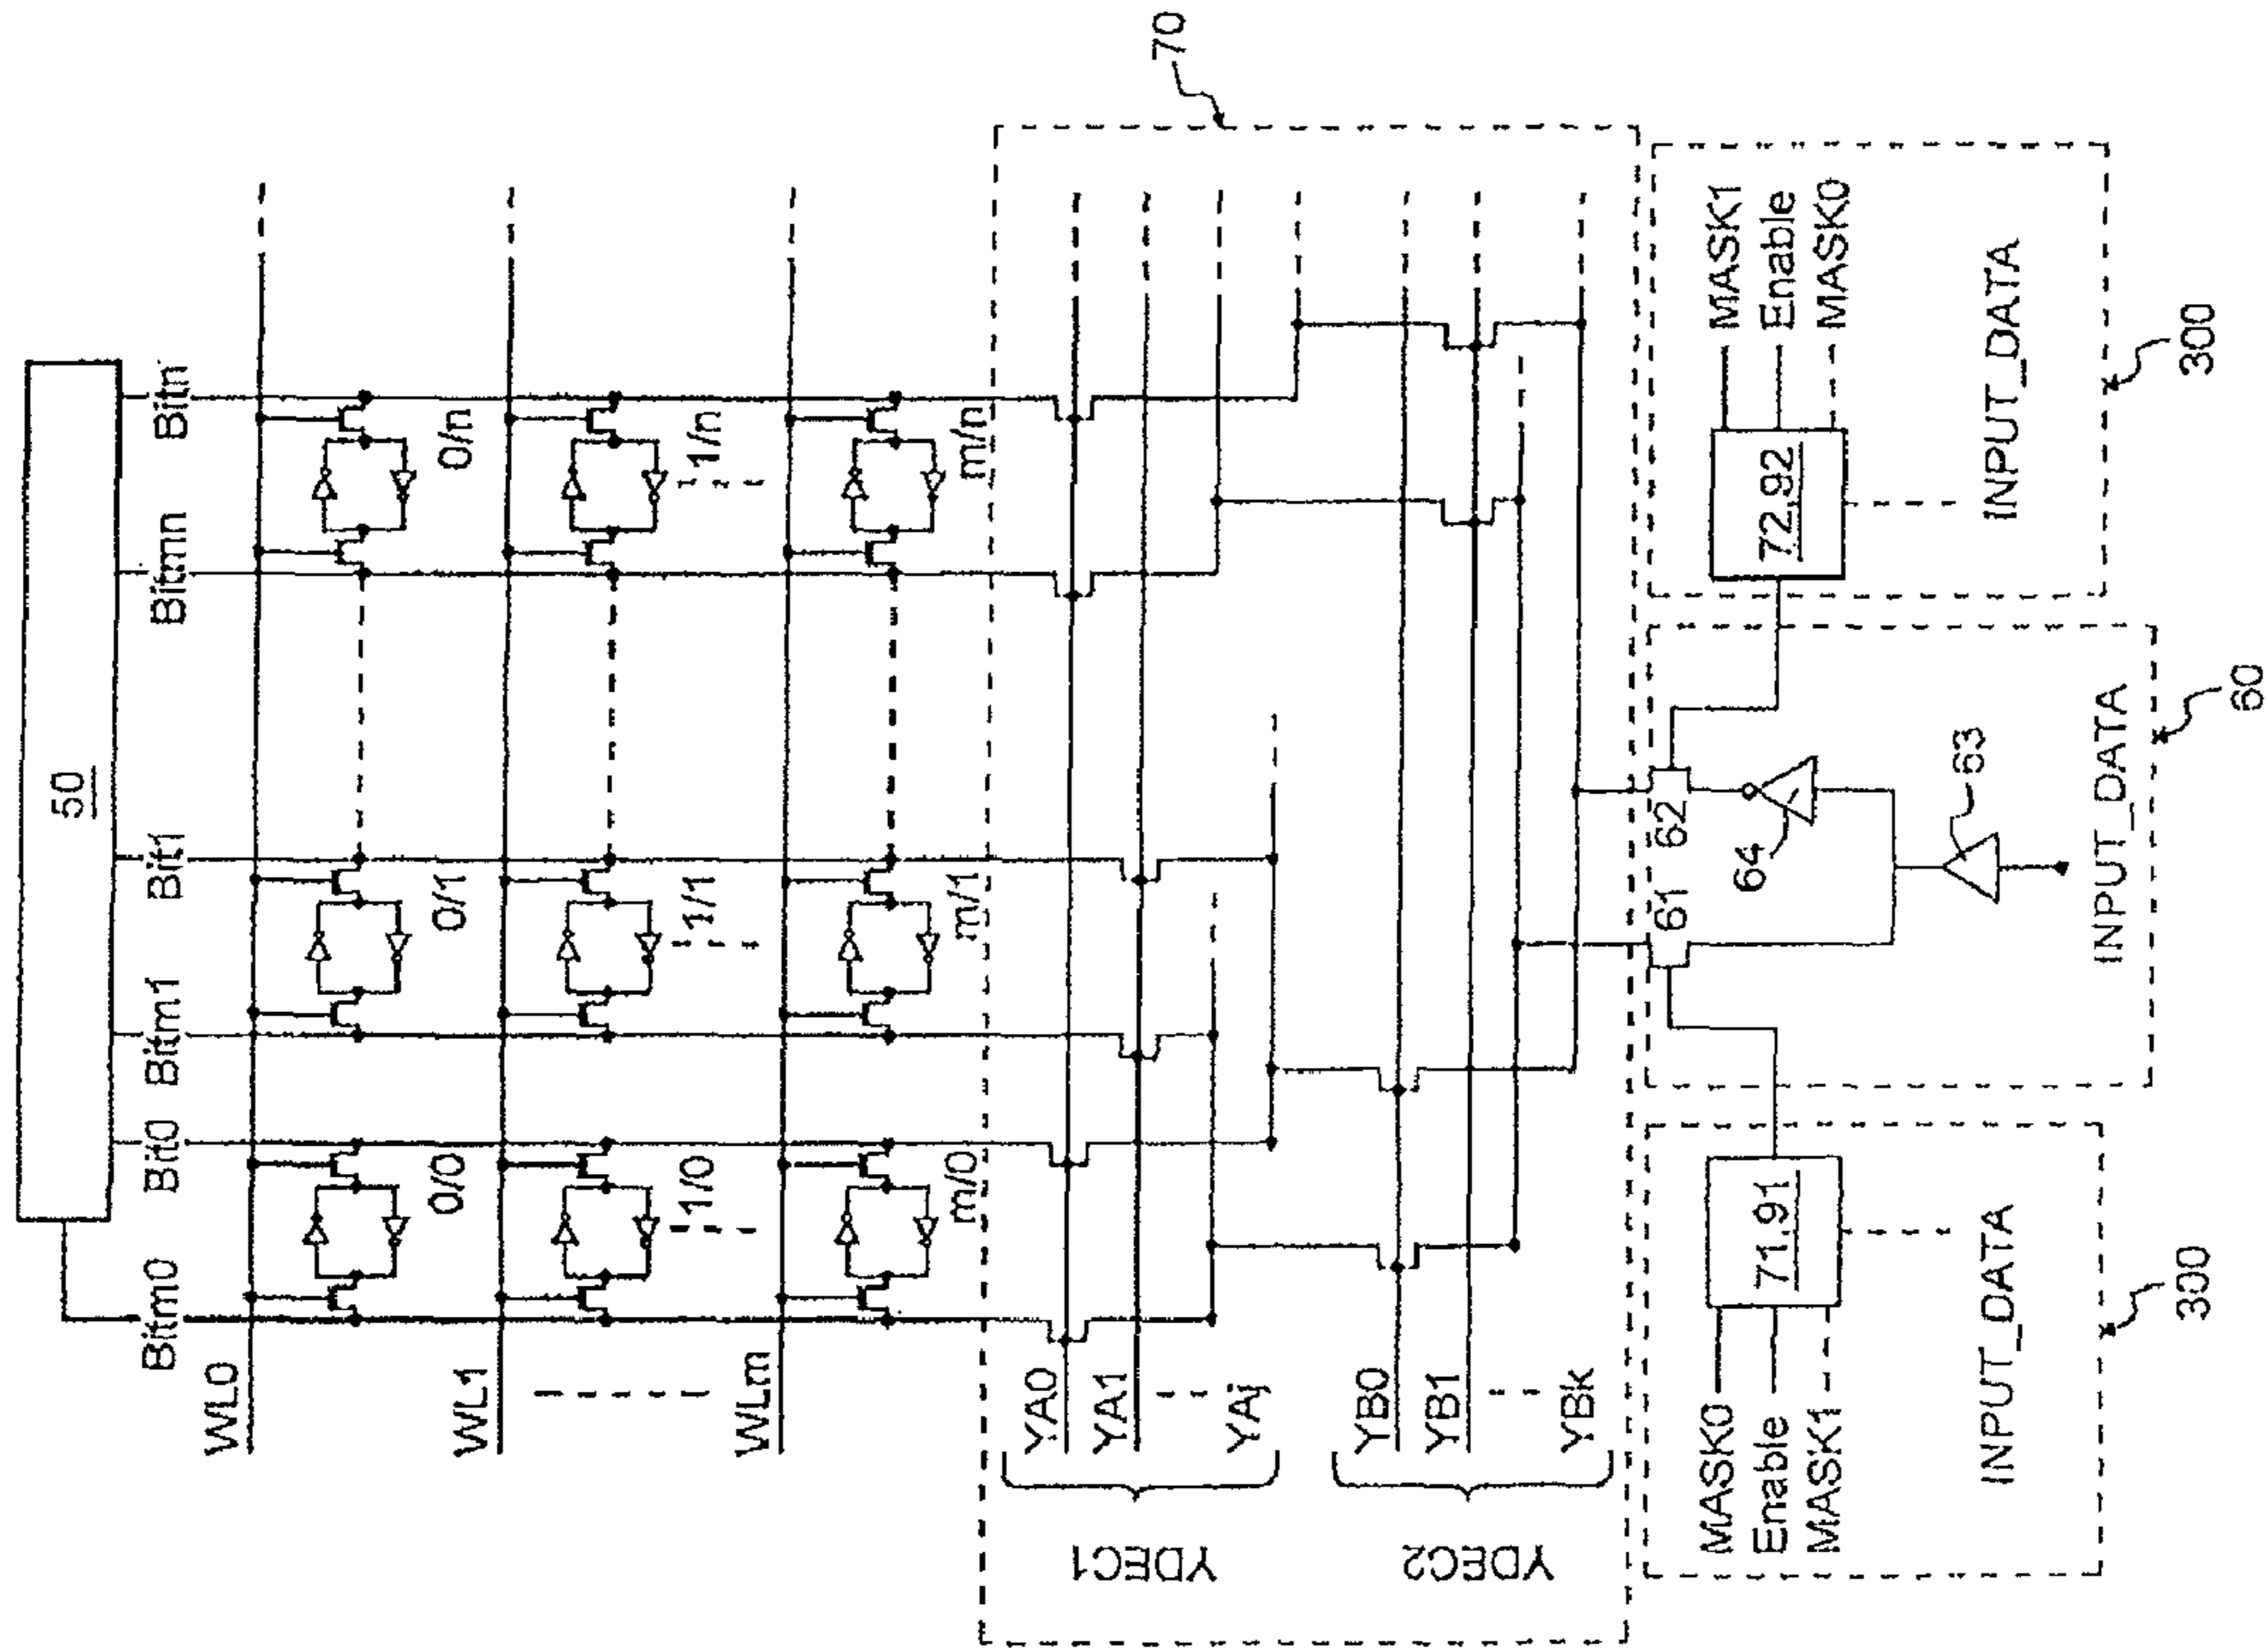 50
Bitm0 Bit0 Bitm1 Bit1 Bitmn Bitn
WL0
0/0 0/1 0/n
WL1
1/0 1/1 1/n
WLm
m/0 m/1 m/n
70
YDEC1
YA0
YA1
YAj
YDEC2
YB0
YB1
YBk
MASK0
Enable
MASK1
71,91
INPUT_DATA
300
61 62
64
63
INPUT_DATA
60
72,92
MASK1
Enable
MASK0
INPUT_DATA
300